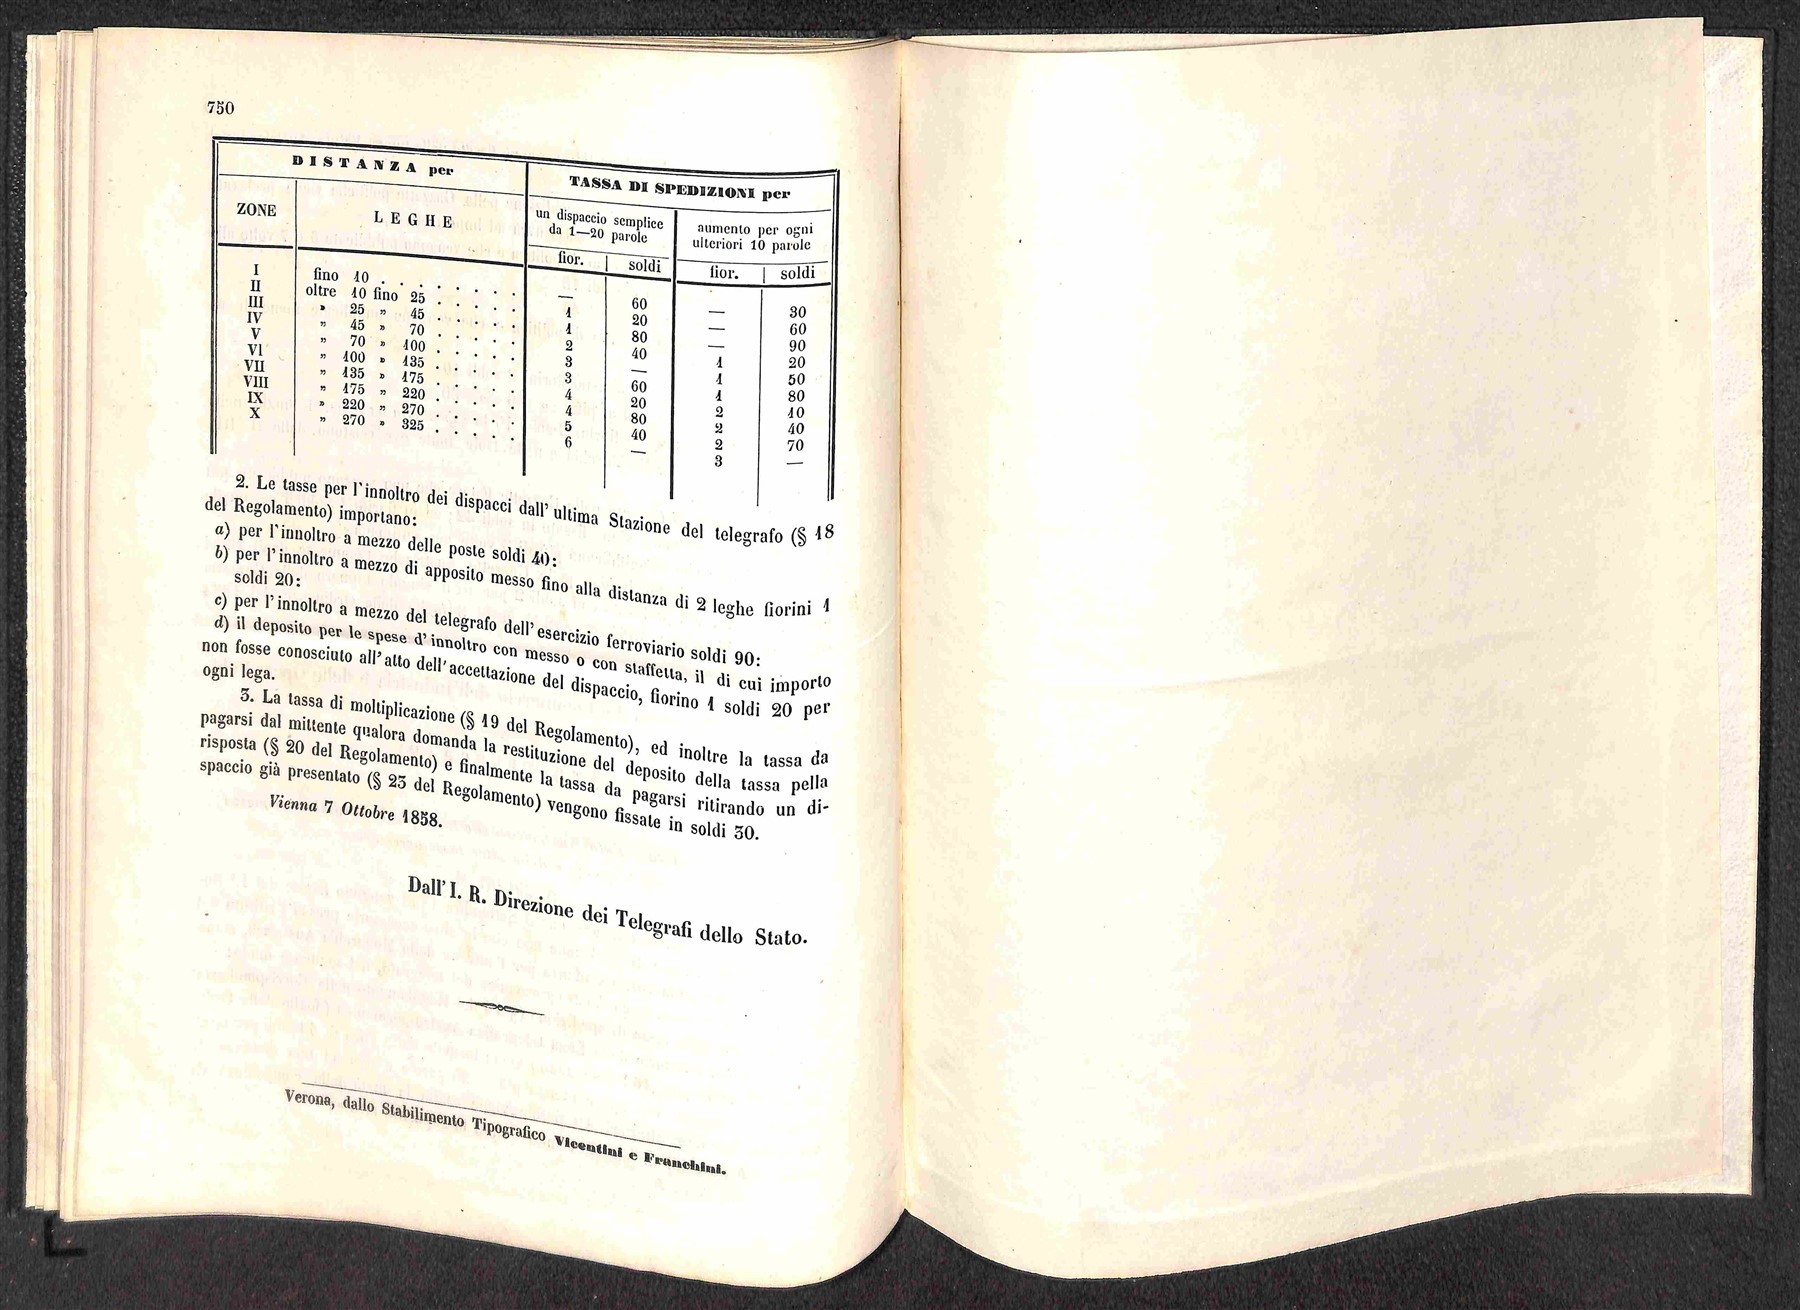 750
DISTANZA per
TASSA DI SPEDIZIONI per
ZONE
LEGHE
un dispaccio semplice
da 1—20 parole
aumento per ogni
ulteriori 10 parole
fior. | soldi
fior. | soldi
I fino 10 . . . . . . . . — 60 — 30
II oltre 10 fino 25 . . . . . 1 20 — 60
III » 25 » 45 . . . . . 1 80 — 90
IV » 45 » 70 . . . . . 2 40 1 20
V » 70 » 100 . . . . . 3 — 1 50
VI » 100 » 135 . . . . . 3 60 1 80
VII » 135 » 175 . . . . . 4 20 2 10
VIII » 175 » 220 . . . . . 4 80 2 40
IX » 220 » 270 . . . . . 5 40 2 70
X » 270 » 325 . . . . . 6 — 3 —
2. Le tasse per l'innoltro dei dispacci dall' ultima Stazione del telegrafo (§ 18
del Regolamento) importano:
a) per l'innoltro a mezzo delle poste soldi 40:
b) per l'innoltro a mezzo di apposito messo fino alla distanza di 2 leghe fiorini 1
soldi 20:
c) per l'innoltro a mezzo del telegrafo dell' esercizio ferroviario soldi 90:
d) il deposito per le spese d' innoltro con messo o con staffetta, il di cui importo
non fosse conosciuto all' atto dell' accettazione del dispaccio, fiorino 1 soldi 20 per
ogni lega.
3. La tassa di moltiplicazione (§ 19 del Regolamento), ed inoltre la tassa da
pagarsi dal mittente qualora domanda la restituzione del deposito della tassa pella
risposta (§ 20 del Regolamento) e finalmente la tassa da pagarsi ritirando un di-
spaccio già presentato (§ 23 del Regolamento) vengono fissate in soldi 30.
Vienna 7 Ottobre 1858.
Dall' I. R. Direzione dei Telegrafi dello Stato.
Verona, dallo Stabilimento Tipografico Vicentini e Franchini.